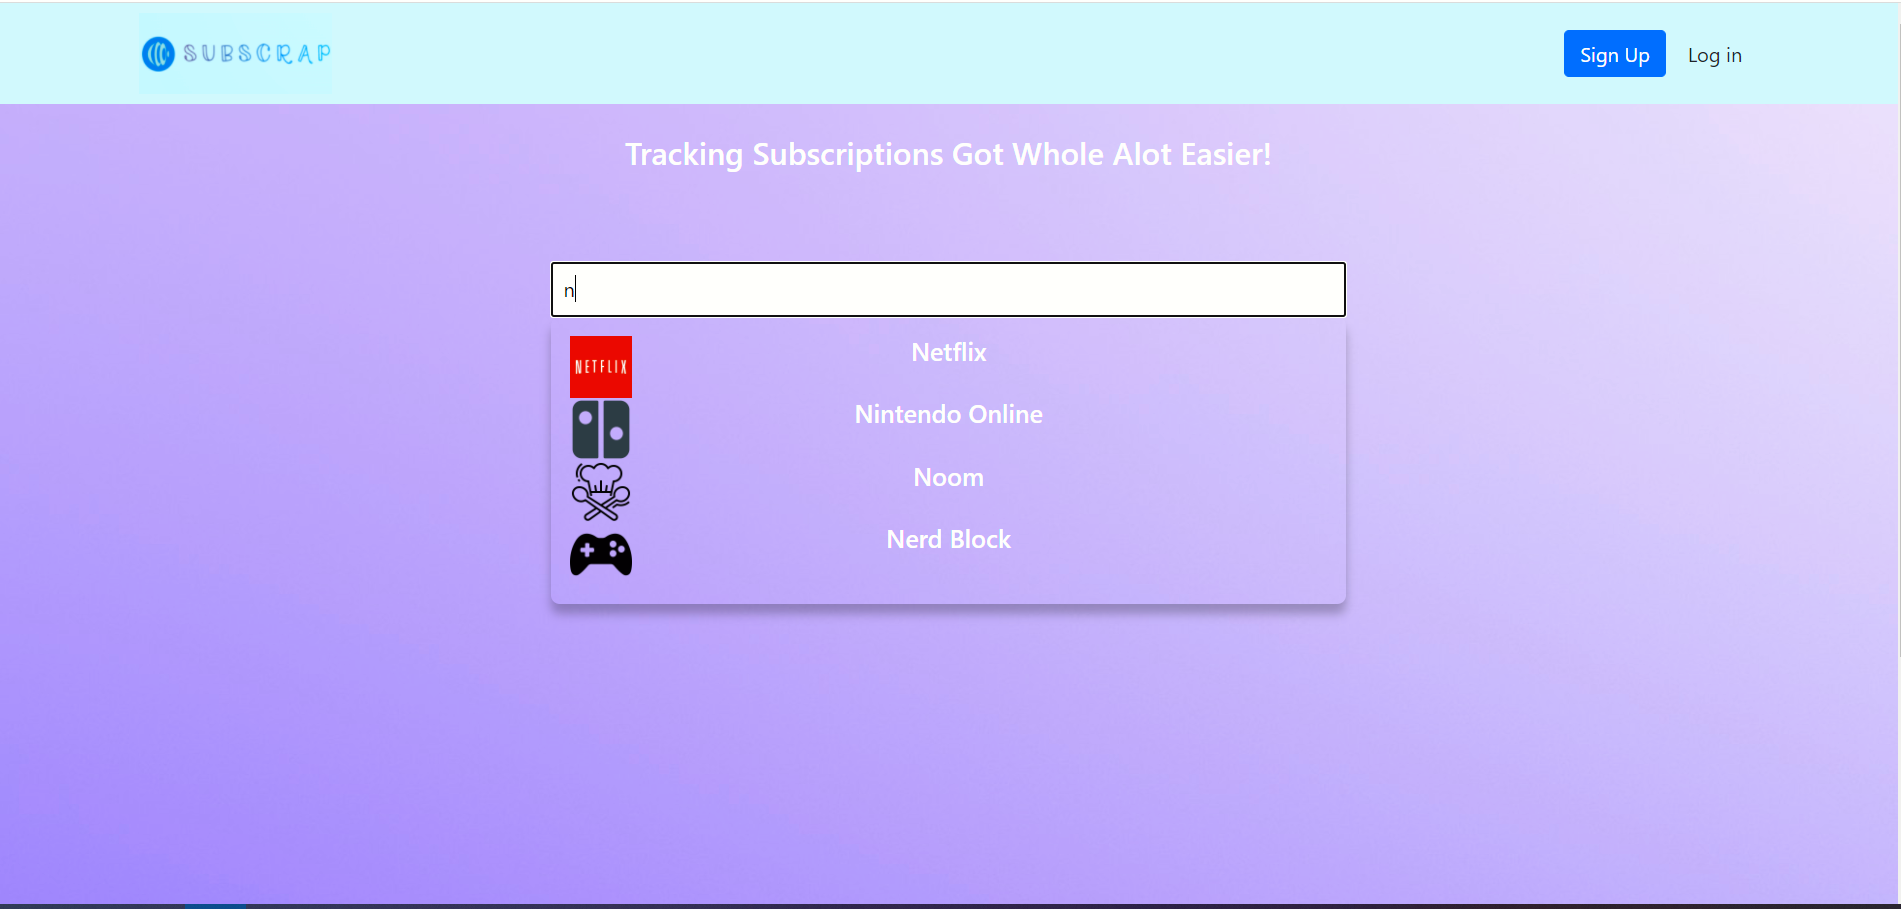 SUBSCRAP
Sign Up
Log in
Tracking Subscriptions Got Whole Alot Easier!
n
NETFLIX
Netflix
Nintendo Online
Noom
Nerd Block